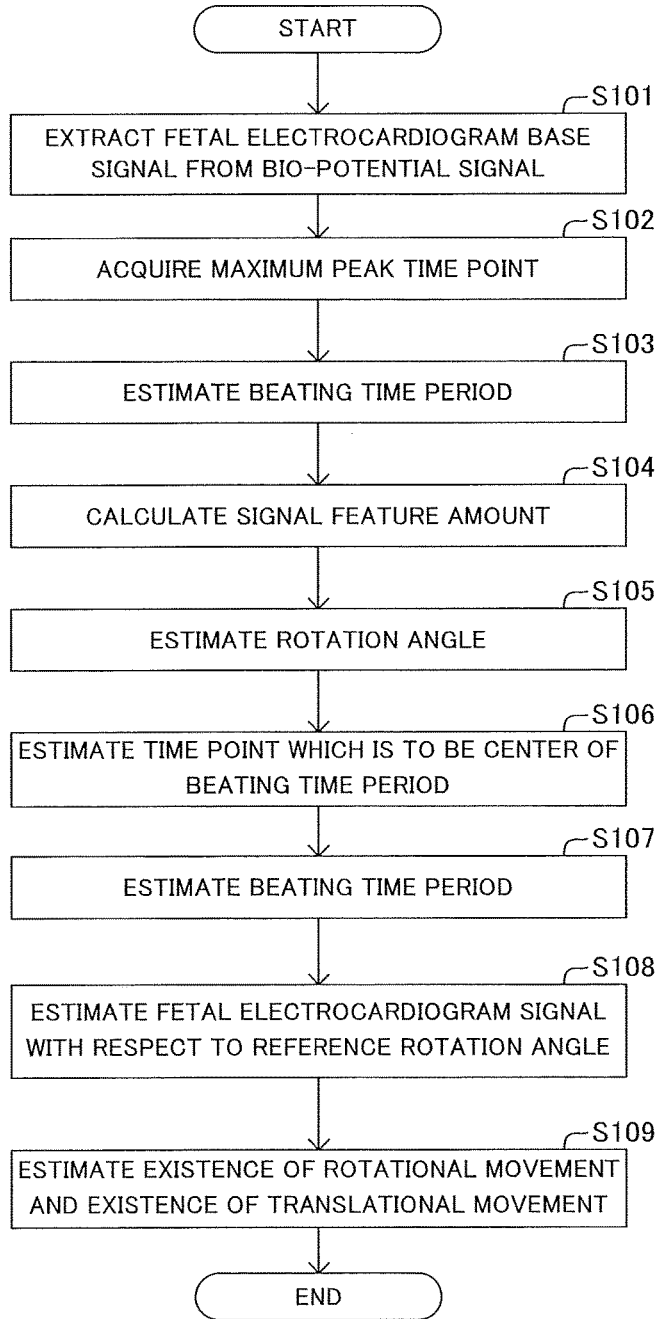 START
S101
EXTRACT FETAL ELECTROCARDIOGRAM BASE
SIGNAL FROM BIO-POTENTIAL SIGNAL
S102
ACQUIRE MAXIMUM PEAK TIME POINT
S103
ESTIMATE BEATING TIME PERIOD
S104
CALCULATE SIGNAL FEATURE AMOUNT
S105
ESTIMATE ROTATION ANGLE
S106
ESTIMATE TIME POINT WHICH IS TO BE CENTER OF
BEATING TIME PERIOD
S107
ESTIMATE BEATING TIME PERIOD
S108
ESTIMATE FETAL ELECTROCARDIOGRAM SIGNAL
WITH RESPECT TO REFERENCE ROTATION ANGLE
S109
ESTIMATE EXISTENCE OF ROTATIONAL MOVEMENT
AND EXISTENCE OF TRANSLATIONAL MOVEMENT
END